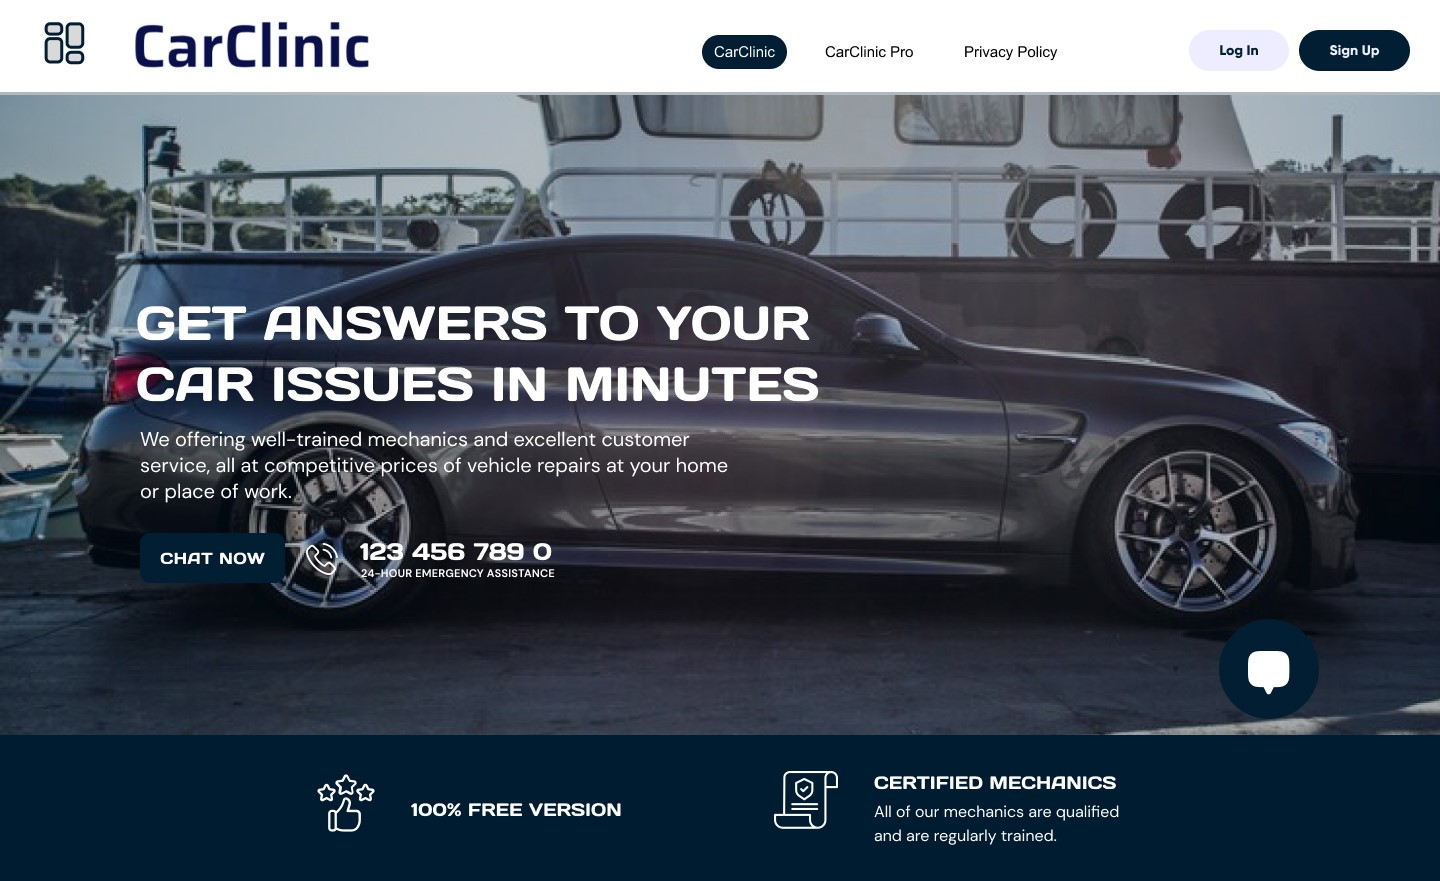 CarClinic
CarClinic
CarClinic Pro
Privacy Policy
Log In
Sign Up
GET ANSWERS TO YOUR
CAR ISSUES IN MINUTES
We offering well-trained mechanics and excellent customer
service, all at competitive prices of vehicle repairs at your home
or place of work.
CHAT NOW
123 456 789 0
24-HOUR EMERGENCY ASSISTANCE
100% FREE VERSION
CERTIFIED MECHANICS
All of our mechanics are qualified
and are regularly trained.